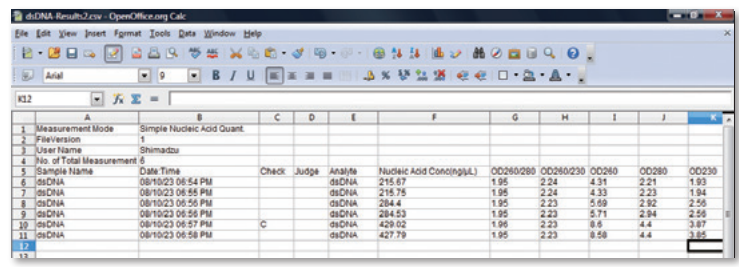 dsDNA-Results2.csv - OpenOffice.org Calc
File Edit View Insert Format Tools Data Window Help
Arial 9 B I U
K12
A B C D E F G H I J K
1 Measurement Mode Simple Nucleic Acid Quant.
2 FileVersion 1
3 User Name Shimadzu
4 No. of Total Measurement 6
5 Sample Name Date:Time Check Judge Analyte Nucleic Acid Conc(ng/µL) OD260/280 OD260/230 OD260 OD280 OD230
6 dsDNA 08/10/23 06:54 PM dsDNA 215.67 1.95 2.24 4.31 2.21 1.93
7 dsDNA 08/10/23 06:55 PM dsDNA 215.75 1.95 2.24 4.33 2.23 1.94
8 dsDNA 08/10/23 06:56 PM dsDNA 284.4 1.95 2.23 5.69 2.92 2.56
9 dsDNA 08/10/23 06:56 PM dsDNA 284.53 1.95 2.23 5.71 2.94 2.56
10 dsDNA 08/10/23 06:57 PM C dsDNA 429.02 1.96 2.23 8.6 4.4 3.87
11 dsDNA 08/10/23 06:58 PM dsDNA 427.79 1.95 2.23 8.58 4.4 3.85
12
13